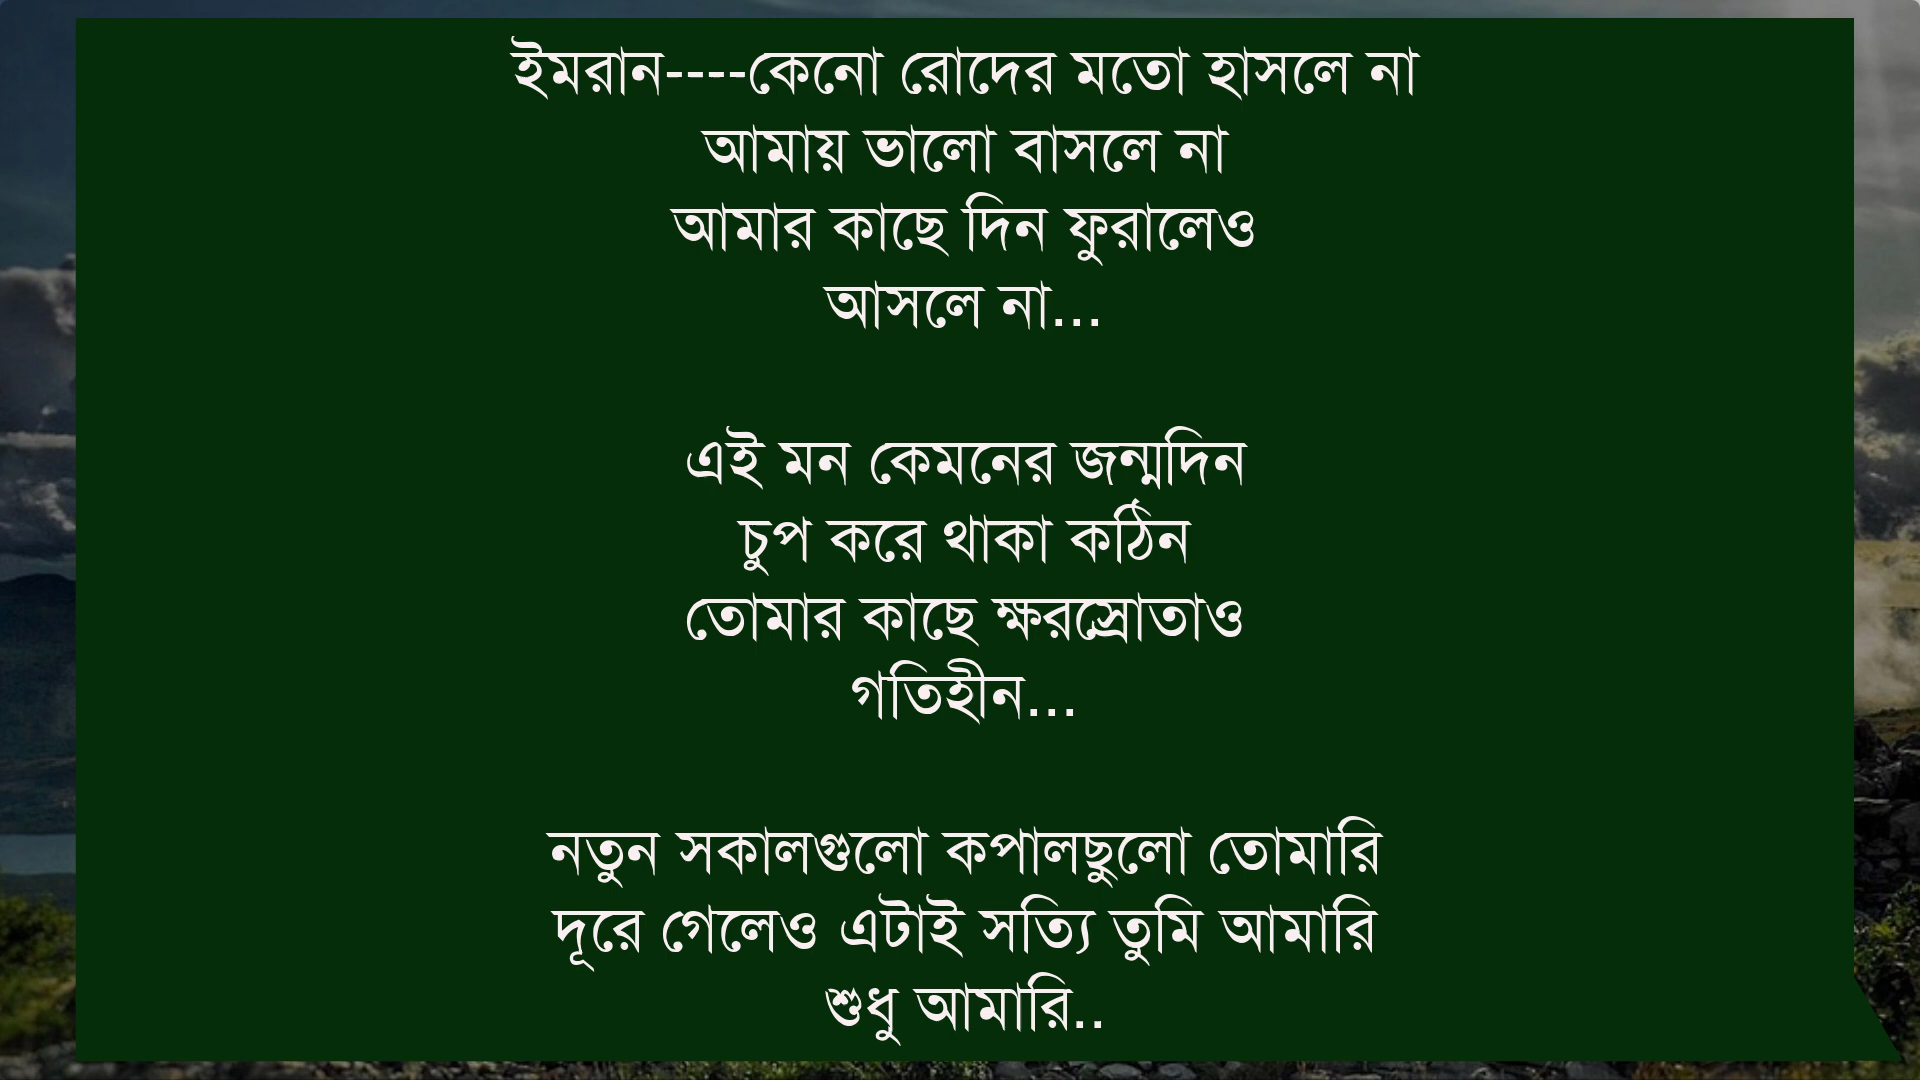 ইমরান----কেনো রোদের মতো হাসলে না
আমায় ভালো বাসলে না
আমার কাছে দিন ফুরালেও
আসলে না...
এই মন কেমনের জন্মদিন
চুপ করে থাকা কঠিন
তোমার কাছে ক্ষরস্রোতাও
গতিহীন...
নতুন সকালগুলো কপালছুলো তোমারি
দূরে গেলেও এটাই সত্যি তুমি আমারি
শুধু আমারি..